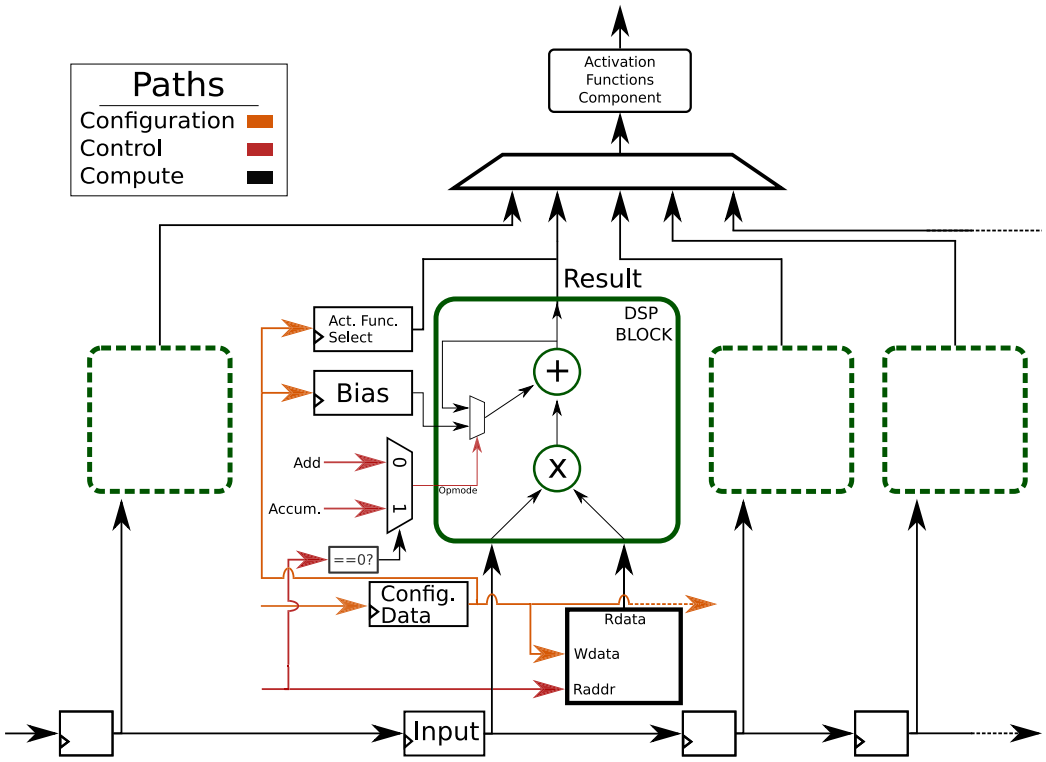 Activation
Functions
Component
Paths
Configuration
Control
Compute
Result
DSP
BLOCK
Act. Func.
Select
Bias
+
Add
0
Accum.
1
Opmode
X
==0?
Config.
Data
Rdata
Wdata
Raddr
Input